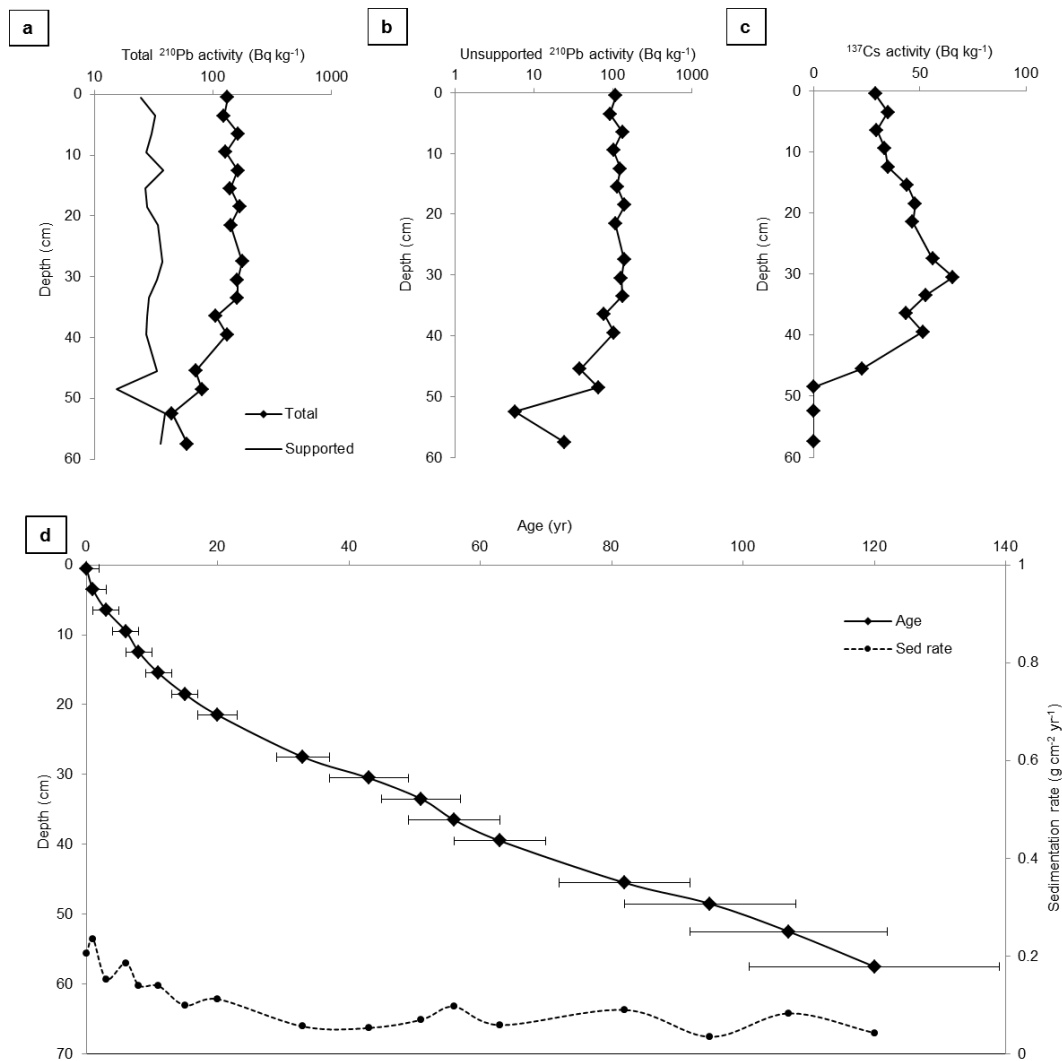 a
Total ²¹⁰Pb activity (Bq kg⁻¹)
10 100 1000
0
10
20
30
40
50
60
Depth (cm)
Total
Supported
b
Unsupported ²¹⁰Pb activity (Bq kg⁻¹)
1 10 100 1000
0
10
20
30
40
50
60
Depth (cm)
c
¹³⁷Cs activity (Bq kg⁻¹)
0 50 100
0
10
20
30
40
50
60
Depth (cm)
d
Age (yr)
0 20 40 60 80 100 120 140
0
10
20
30
40
50
60
70
Depth (cm)
Age
Sed rate
1
0.8
0.6
0.4
0.2
0
Sedimentation rate (g cm⁻² yr⁻¹)